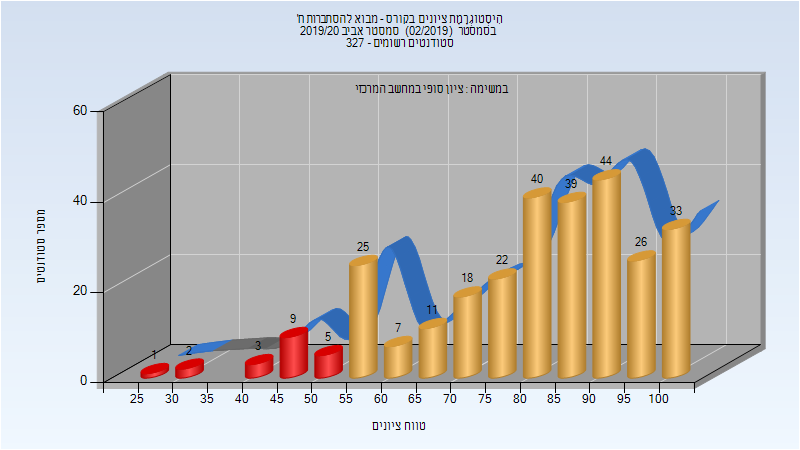 היסטוגרמת ציונים בקורס - מבוא להסתברות ח'
בסמסטר (02/2019) סמסטר אביב 2019/20
סטודנטים רשומים - 327
במשימה : ציון סופי במחשב המרכזי
מספר סטודנטים
60
40
20
0
1
2
3
9
5
25
7
11
18
22
40
39
44
26
33
25 30 35 40 45 50 55 60 65 70 75 80 85 90 95 100
טווח ציונים